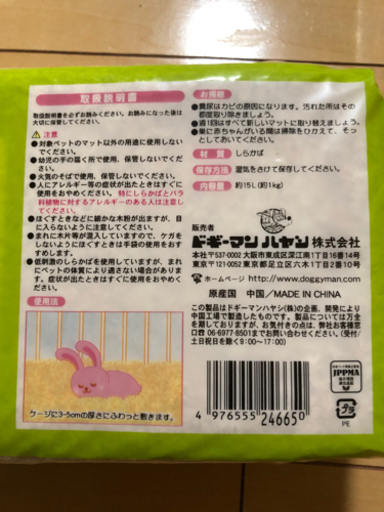 取扱説明書
取扱説明書を必ずお読みください。お読みになった後は
大切に保管してください。
注意
●対象ペットのマット以外の用途に使用しない
でください。
●幼児の手の届く所で使用、保管しないでください。
●火気のそばで使用、保管しないでください。
●人にアレルギー等の症状が出たときはすぐに
使用をおやめください。特にしらかばとバラ
科植物に対するアレルギーのある人は注意し
てください。
●ほぐすときなどに細かな木粉が出ますが、目
に入らないように注意してください。
●まれに木片等が混入していますので、ケガを
しないようにほぐすときは手袋の使用をおすす
めします。
●低刺激のしらかばを使用していますが、まれ
にペットの体質により適さない場合があります。
症状が出たときはすぐに使用をおやめください。
使用法
ケージに3~5cmの厚さにふわっと敷きます。
お掃除
●糞尿はカビの原因になります。汚れた所はその
都度取り除きましょう。
●週1回はすべて新しいマットに取り替えましょう。
●巣に赤ちゃんがいる間は掃除をひかえて、そっ
としておいてください。
材質 しらかば
保存方法 湿気をさけて保存してください。
内容量 約15L(約1kg)
販売者
ドギーマンハヤシ株式会社
本社/〒537-0002 大阪市東成区深江南1丁目16番14号
東京/〒121-0051 東京都足立区六木1丁目6番22号
ホームページ http://www.doggyman.com
原産国 中国/MADE IN CHINA
この製品はドギーマンハヤシ(株)の企画、開発により
中国工場で製造したものです。製品については万全
を期しておりますが、お気付きの点は、弊社お客様窓
口☎06-6977-8501までお問い合わせください。(受付/
土日祝日を除く9:00~17:00)
4 976555 246650
JPPMA
プラ
PE